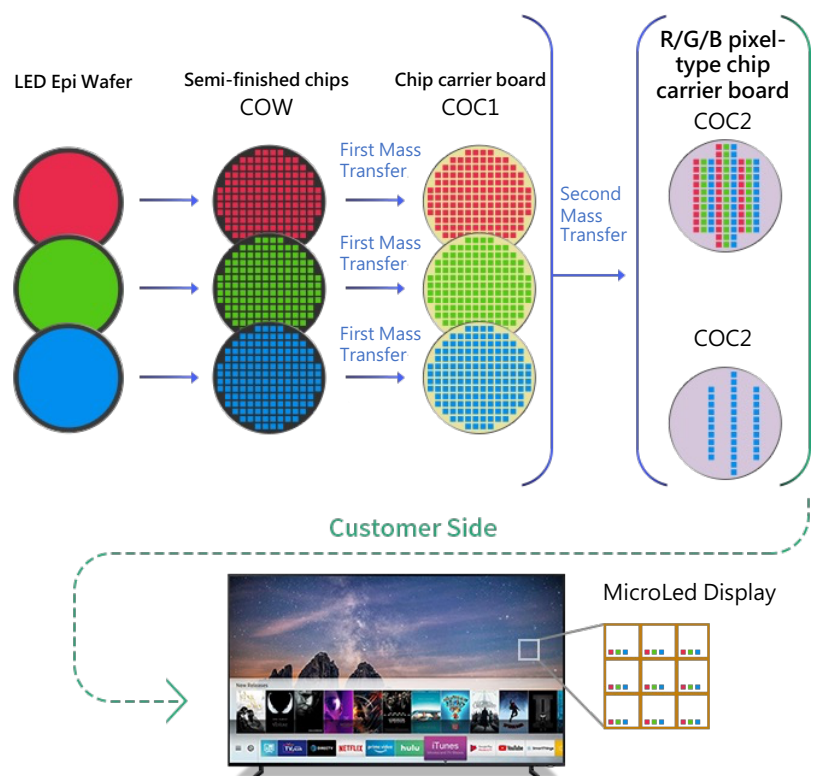 LED Epi Wafer
Semi-finished chips
COW
Chip carrier board
COC1
R/G/B pixel-
type chip
carrier board
COC2
First Mass
Transfer
First Mass
Transfer
First Mass
Transfer
Second
Mass
Transfer
COC2
Customer Side
MicroLed Display
New Releases
NETFLIX
prime video
hulu
iTunes
YouTube